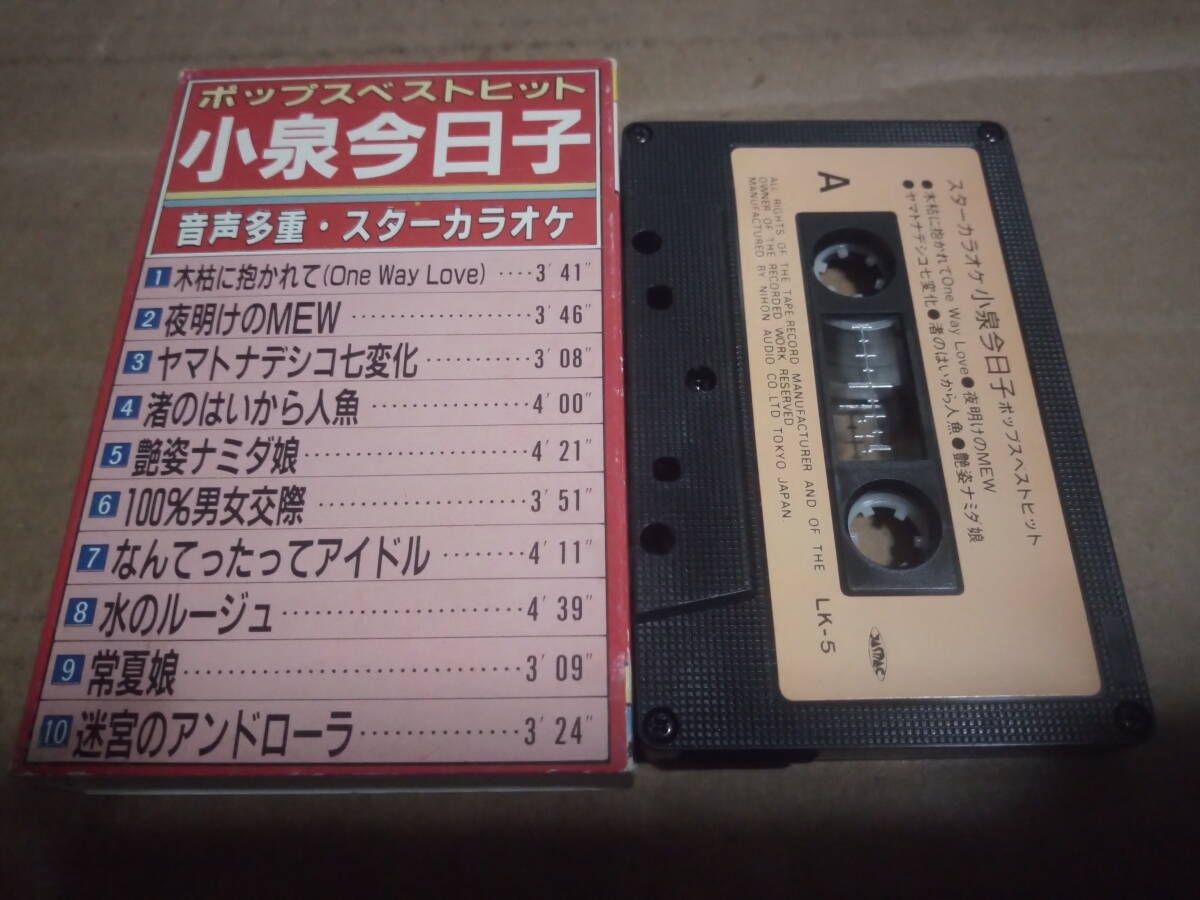 ポップスベストヒット
小泉今日子
音声多重・スターカラオケ
1 木枯に抱かれて(One Way Love) ････3′41″
2 夜明けのMEW ･･････････････3′46″
3 ヤマトナデシコ七変化 ･･････････3′08″
4 渚のはいから人魚 ･････････････4′00″
5 艶姿ナミダ娘 ････････････････4′21″
6 100%男女交際 ･･･････････････3′51″
7 なんてったってアイドル ････････4′11″
8 水のルージュ ･････････････････4′39″
9 常夏娘 ･･････････････････････3′09″
10 迷宮のアンドローラ ････････････3′24″
スターカラオケ 小泉今日子 ポップスベストヒット
●木枯に抱かれてOne Way Love●夜明けのMEW
●ヤマトナデシコ七変化●渚のはいから人魚●艶姿ナミダ娘
A
LK-5
JASRAC
ALL RIGHTS OF THE TAPE-RECORD MANUFACTURER AND OF THE
OWNER OF THE RECORDED WORK RESERVED
MANUFACTURED BY NIHON AUDIO CO.LTD. TOKYO JAPAN.